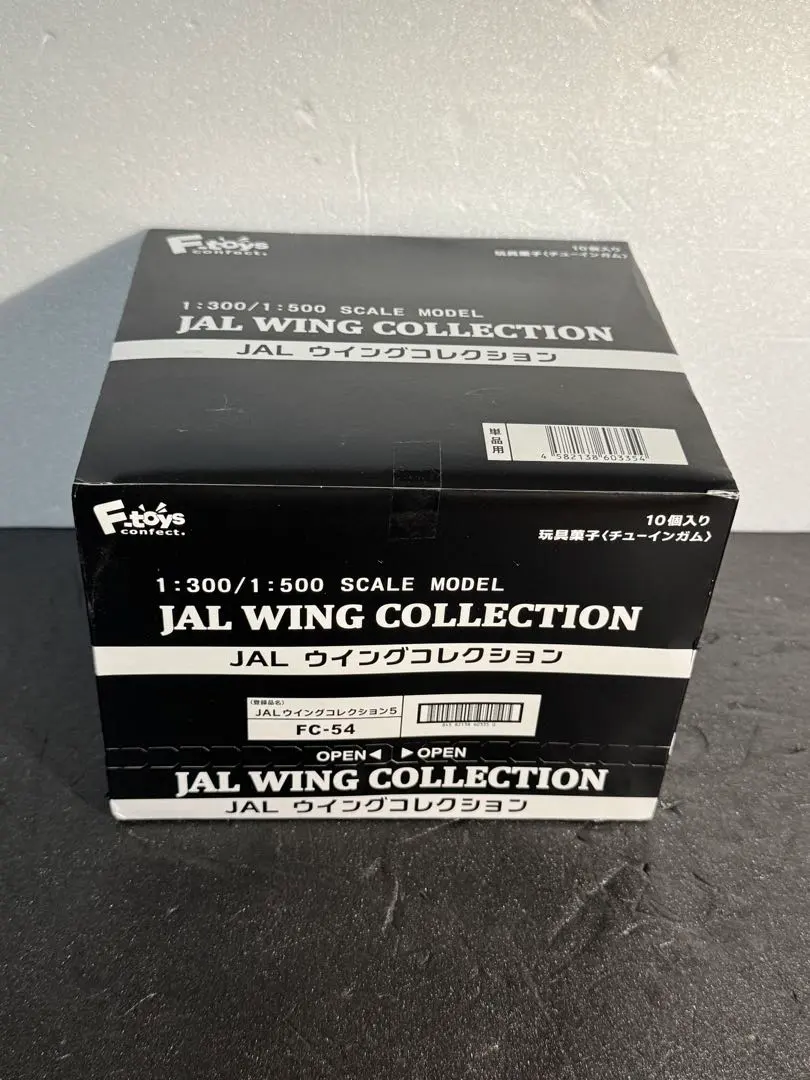 F-toys
confect.
10個入り
玩具菓子〈チューインガム〉
1:300/1:500 SCALE MODEL
JAL WING COLLECTION
JAL ウイングコレクション
単品用
4 582138 603354
F-toys
confect.
10個入り
玩具菓子〈チューインガム〉
1:300/1:500 SCALE MODEL
JAL WING COLLECTION
JAL ウイングコレクション
(登録品名)
JALウイングコレクション5
FC-54
OPEN◀ ▶OPEN
JAL WING COLLECTION
JAL ウイングコレクション